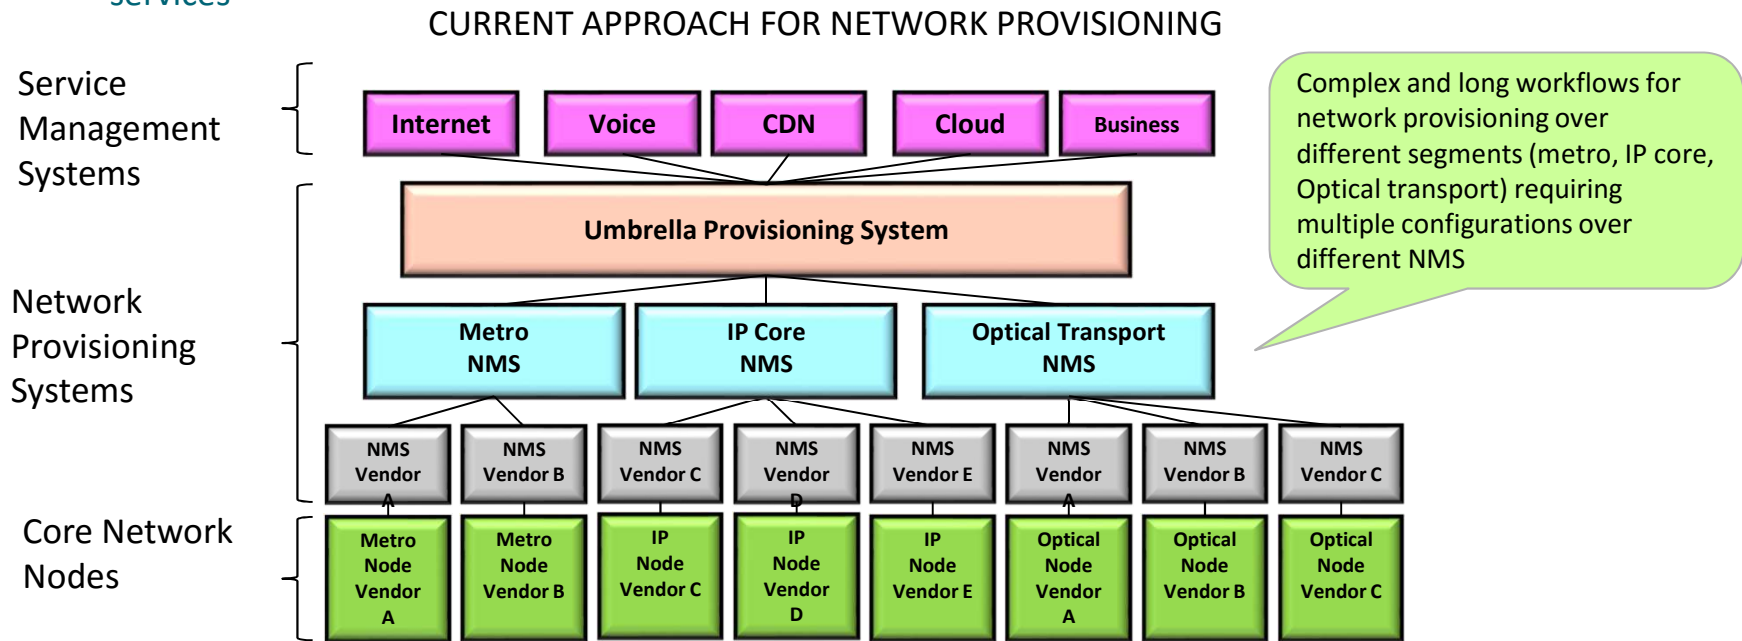 services
CURRENT APPROACH FOR NETWORK PROVISIONING
Service
Management
Systems
Internet
Voice
CDN
Cloud
Business
Complex and long workflows for
network provisioning over
different segments (metro, IP core,
Optical transport) requiring
multiple configurations over
different NMS
Umbrella Provisioning System
Network
Provisioning
Systems
Metro
NMS
IP Core
NMS
Optical Transport
NMS
NMS
Vendor
A
NMS
Vendor B
NMS
Vendor C
NMS
Vendor
D
NMS
Vendor E
NMS
Vendor
A
NMS
Vendor B
NMS
Vendor C
Core Network
Nodes
Metro
Node
Vendor
A
Metro
Node
Vendor B
IP
Node
Vendor C
IP
Node
Vendor
D
IP
Node
Vendor E
Optical
Node
Vendor
A
Optical
Node
Vendor B
Optical
Node
Vendor C